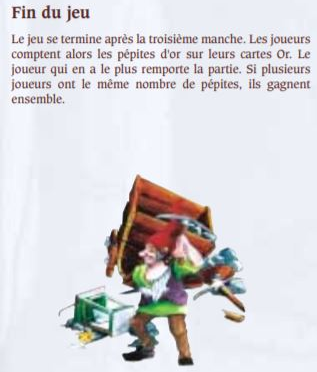 Fin du jeu
Le jeu se termine après la troisième manche. Les joueurs
comptent alors les pépites d'or sur leurs cartes Or. Le
joueur qui en a le plus remporte la partie. Si plusieurs
joueurs ont le même nombre de pépites, ils gagnent
ensemble.